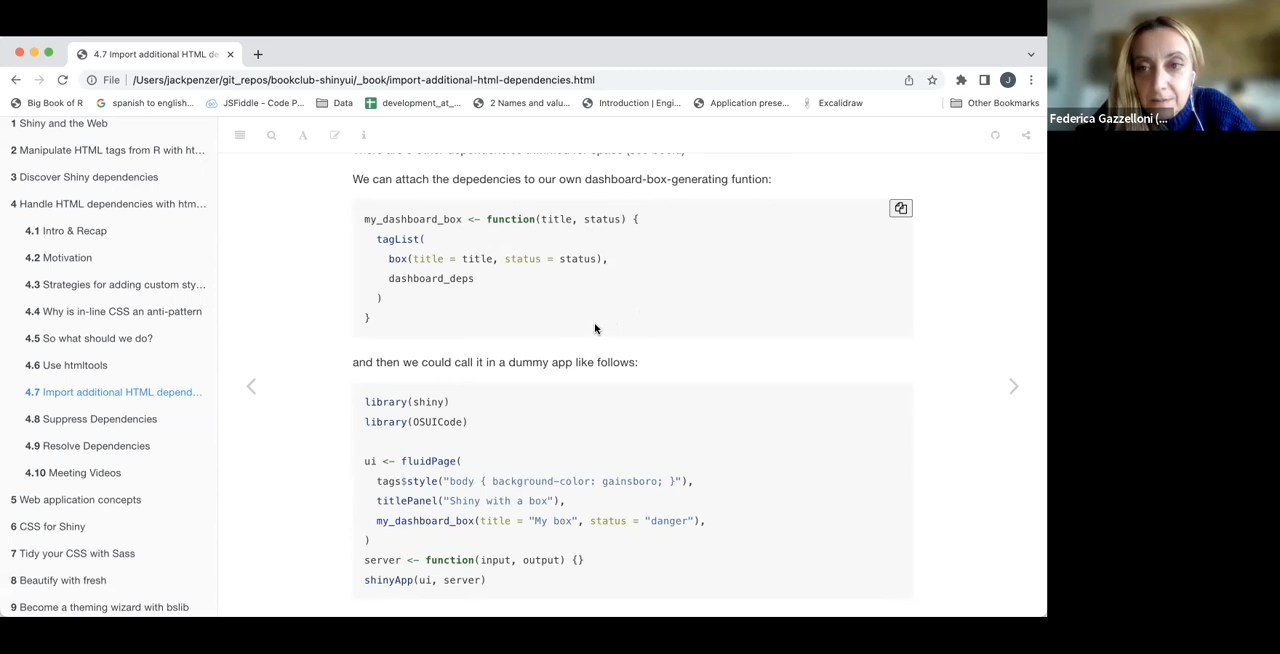 4.7 Import additional HTML de
File
/Users/jackpenzer/git_repos/bookclub-shinyui/_book/import-additional-html-dependencies.html
J
Big Book of R
spanish to english...
JSFiddle - Code P...
Data
development_at_...
2 Names and valu...
Introduction | Engi...
Application prese...
Excalidraw
Other Bookmarks
1 Shiny and the Web
2 Manipulate HTML tags from R with ht...
3 Discover Shiny dependencies
4 Handle HTML dependencies with htm...
4.1 Intro & Recap
4.2 Motivation
4.3 Strategies for adding custom sty...
4.4 Why is in-line CSS an anti-pattern
4.5 So what should we do?
4.6 Use htmltools
4.7 Import additional HTML depend...
4.8 Suppress Dependencies
4.9 Resolve Dependencies
4.10 Meeting Videos
5 Web application concepts
6 CSS for Shiny
7 Tidy your CSS with Sass
8 Beautify with fresh
9 Become a theming wizard with bslib
We can attach the depedencies to our own dashboard-box-generating funtion:
my_dashboard_box <- function(title, status) {
tagList(
box(title = title, status = status),
dashboard_deps
)
}
and then we could call it in a dummy app like follows:
library(shiny)
library(OSUICode)
ui <- fluidPage(
tags$style("body { background-color: gainsboro; }"),
titlePanel("Shiny with a box"),
my_dashboard_box(title = "My box", status = "danger"),
)
server <- function(input, output) {}
shinyApp(ui, server)
Federica Gazzelloni (...